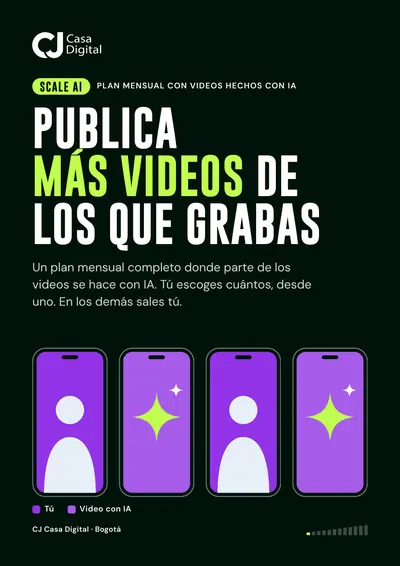 CJ Casa Digital
SCALE AI PLAN MENSUAL CON VIDEOS HECHOS CON IA
PUBLICA
MÁS VIDEOS DE
LOS QUE GRABAS
Un plan mensual completo donde parte de los
videos se hace con IA. Tú escoges cuántos, desde
uno. En los demás sales tú.
Tú Video con IA
CJ Casa Digital · Bogotá